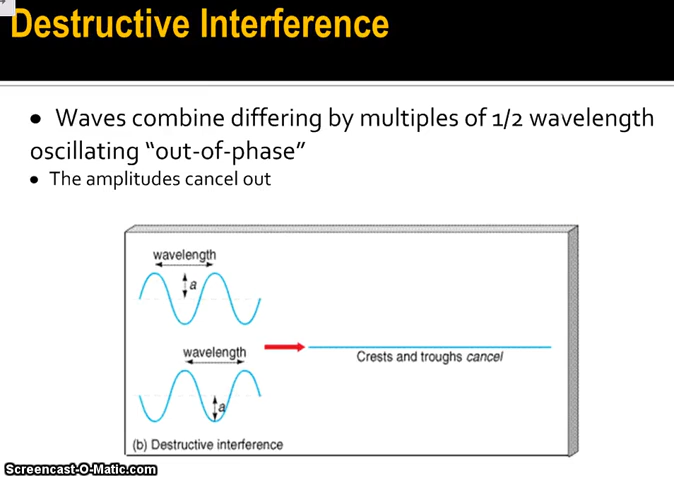 Destructive Interference
• Waves combine differing by multiples of 1/2 wavelength
oscillating “out-of-phase”
• The amplitudes cancel out
wavelength
a
wavelength
a
Crests and troughs cancel
(b) Destructive interference
Screencast-O-Matic.com